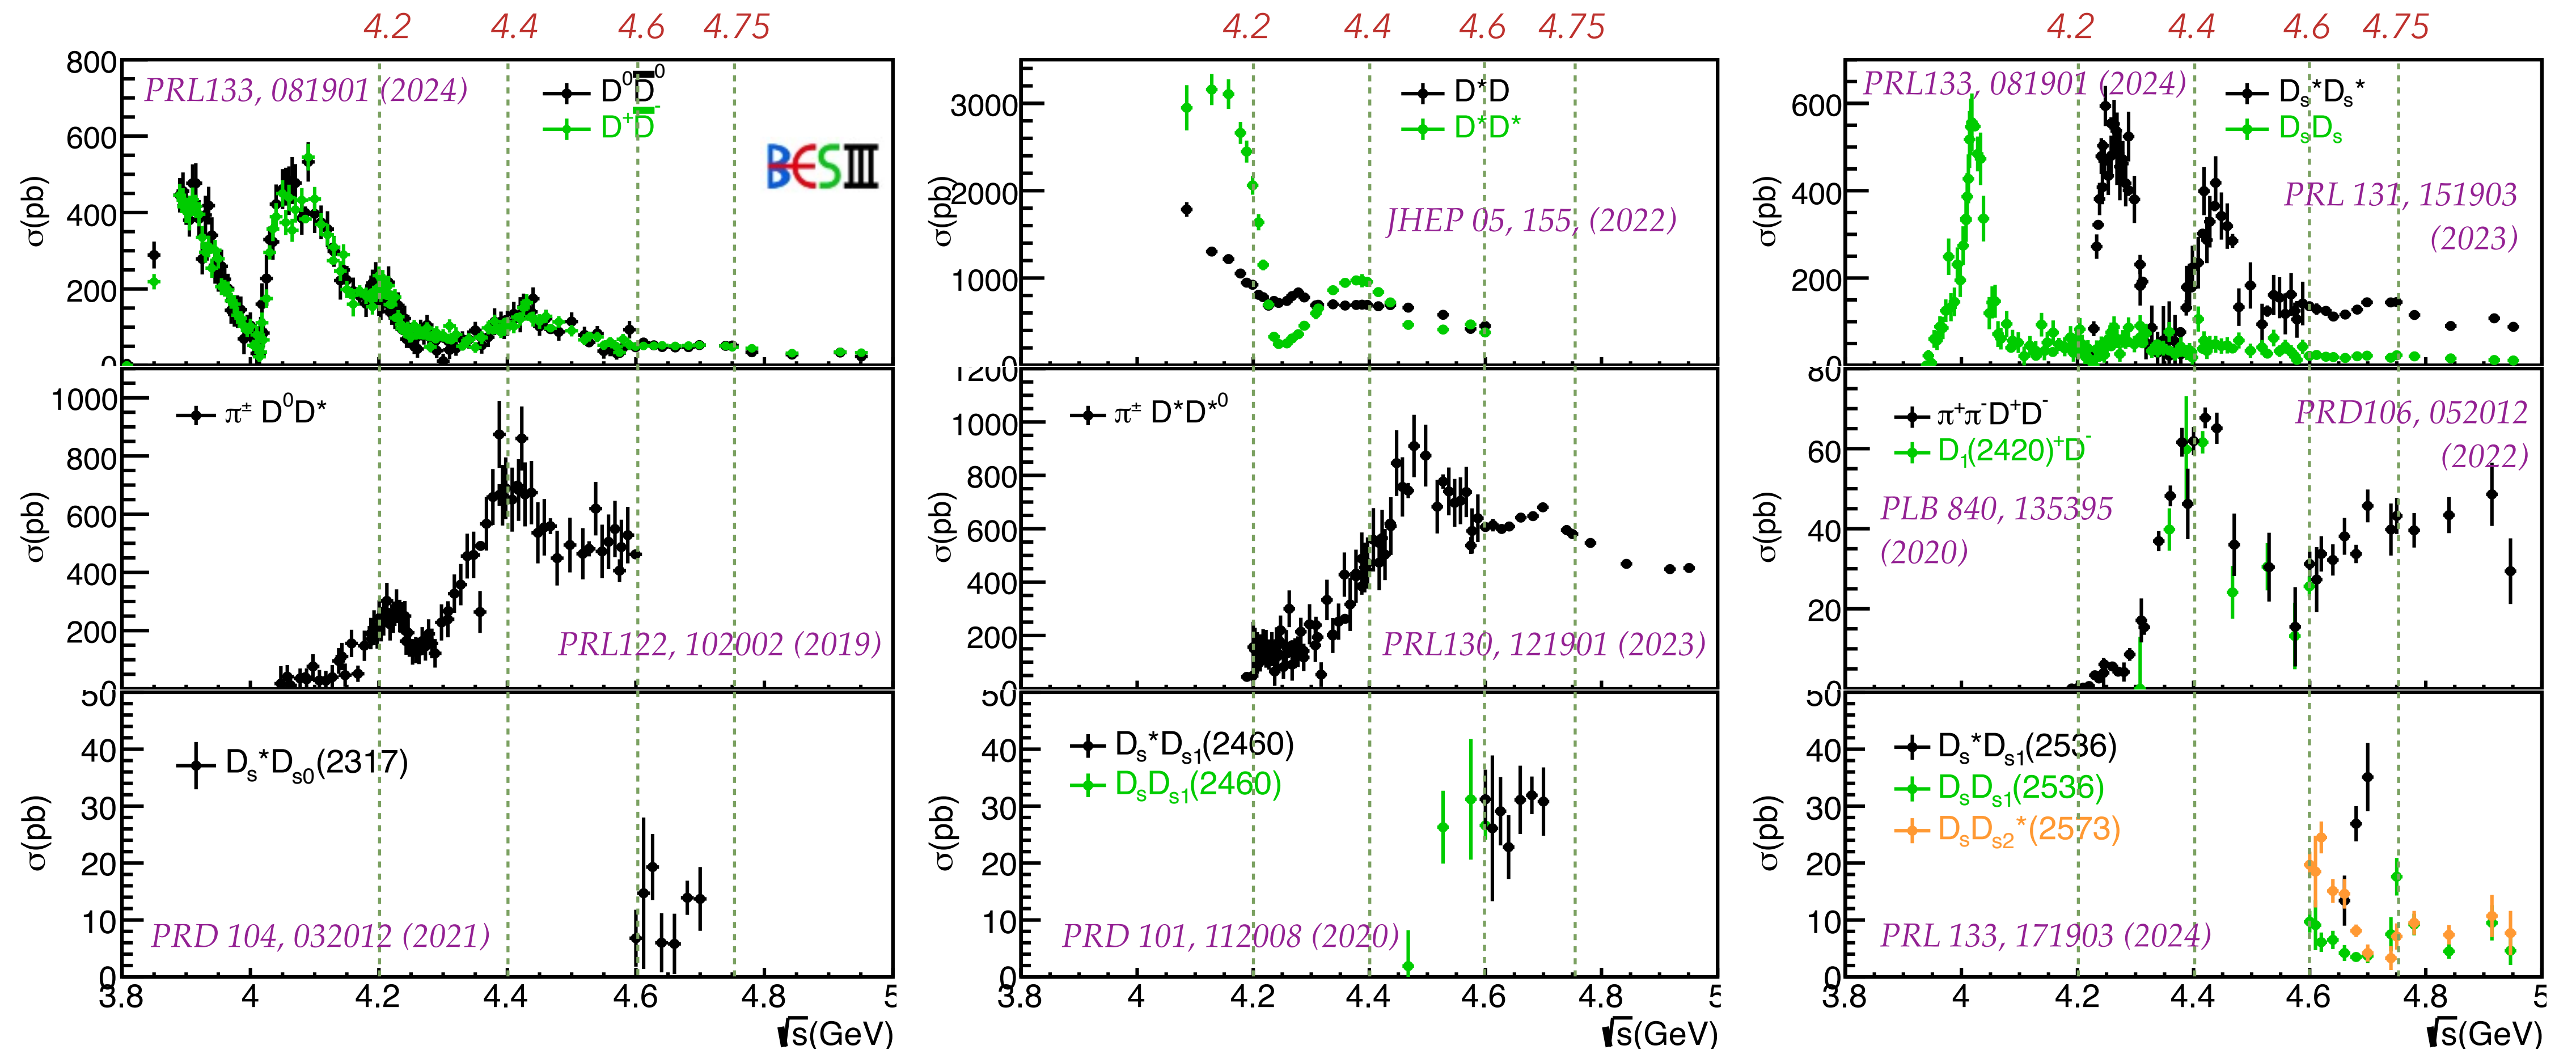 4.2 4.4 4.6 4.75
4.2 4.4 4.6 4.75
4.2 4.4 4.6 4.75
800
600
400
200
0
σ(pb)
PRL133, 081901 (2024)
D⁰D̅⁰
D⁺D̅⁻
BESIII
3000
2000
1000
0
σ(pb)
D*D
D*D*
JHEP 05, 155, (2022)
600
400
200
0
σ(pb)
PRL133, 081901 (2024)
Dₛ*Dₛ*
DₛDₛ
PRL 131, 151903
(2023)
1000
800
600
400
200
0
σ(pb)
π± D⁰D*
PRL122, 102002 (2019)
1200
1000
800
600
400
200
0
σ(pb)
π± D*D*⁰
PRL130, 121901 (2023)
80
60
40
20
0
σ(pb)
π⁺π⁻D⁺D⁻
D₁(2420)⁺D⁻
PRD106, 052012
(2022)
PLB 840, 135395
(2020)
50
40
30
20
10
0
σ(pb)
Dₛ*Dₛ₀(2317)
PRD 104, 032012 (2021)
3.8 4 4.2 4.4 4.6 4.8 5
√s(GeV)
50
40
30
20
10
0
σ(pb)
Dₛ*Dₛ₁(2460)
DₛDₛ₁(2460)
PRD 101, 112008 (2020)
3.8 4 4.2 4.4 4.6 4.8 5
√s(GeV)
50
40
30
20
10
0
σ(pb)
Dₛ*Dₛ₁(2536)
DₛDₛ₁(2536)
DₛDₛ₂*(2573)
PRL 133, 171903 (2024)
3.8 4 4.2 4.4 4.6 4.8 5
√s(GeV)